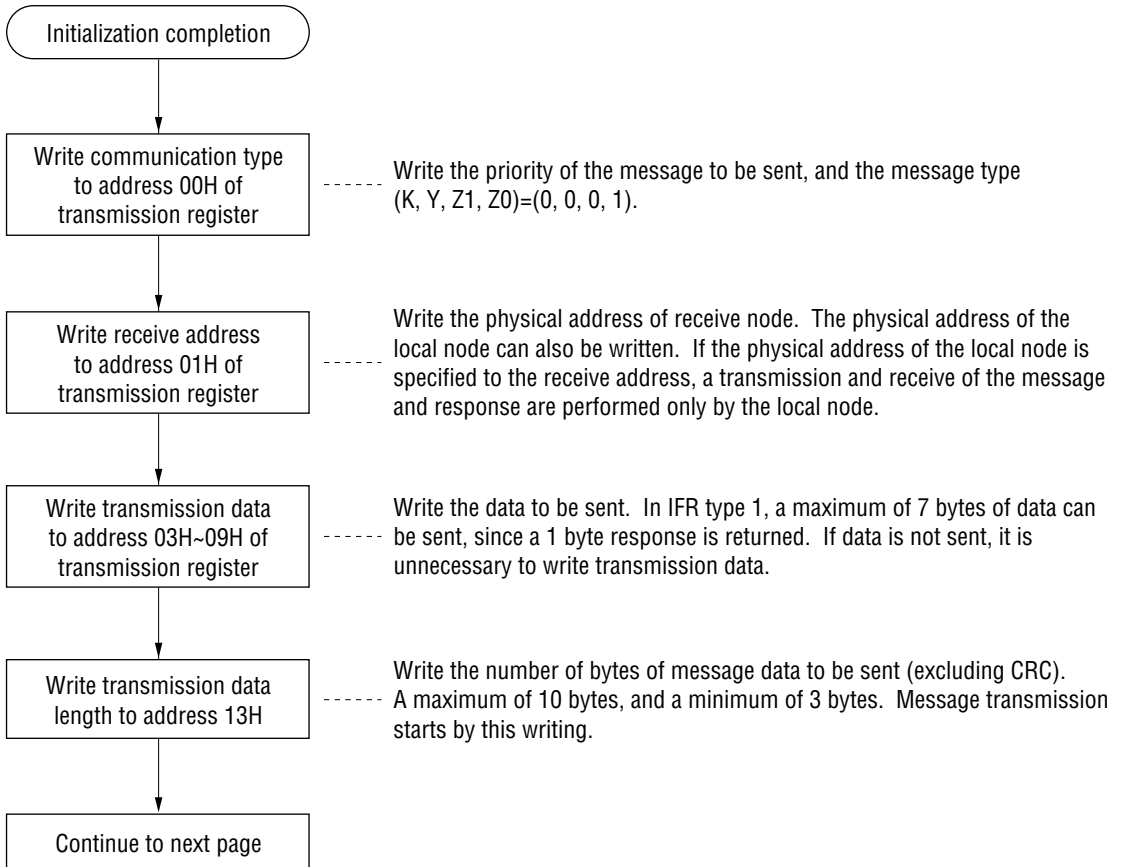 Initialization completion
Write communication type
to address 00H of
transmission register
Write the priority of the message to be sent, and the message type
(K, Y, Z1, Z0)=(0, 0, 0, 1).
Write receive address
to address 01H of
transmission register
Write the physical address of receive node.  The physical address of the
local node can also be written.  If the physical address of the local node is
specified to the receive address, a transmission and receive of the message
and response are performed only by the local node.
Write transmission data
to address 03H~09H of
transmission register
Write the data to be sent.  In IFR type 1, a maximum of 7 bytes of data can
be sent, since a 1 byte response is returned.  If data is not sent, it is
unnecessary to write transmission data.
Write transmission data
length to address 13H
Write the number of bytes of message data to be sent (excluding CRC).
A maximum of 10 bytes, and a minimum of 3 bytes.  Message transmission
starts by this writing.
Continue to next page